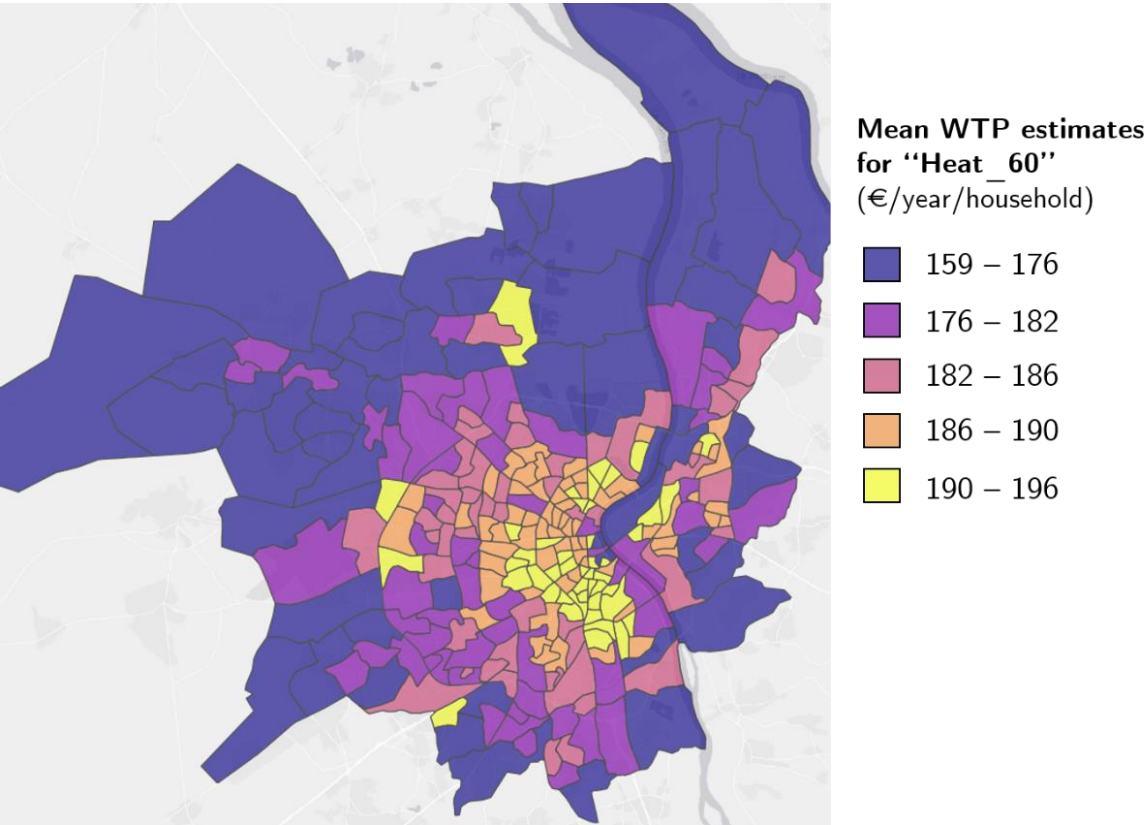 Mean WTP estimates
for “Heat_60”
(€/year/household)
159 – 176
176 – 182
182 – 186
186 – 190
190 – 196